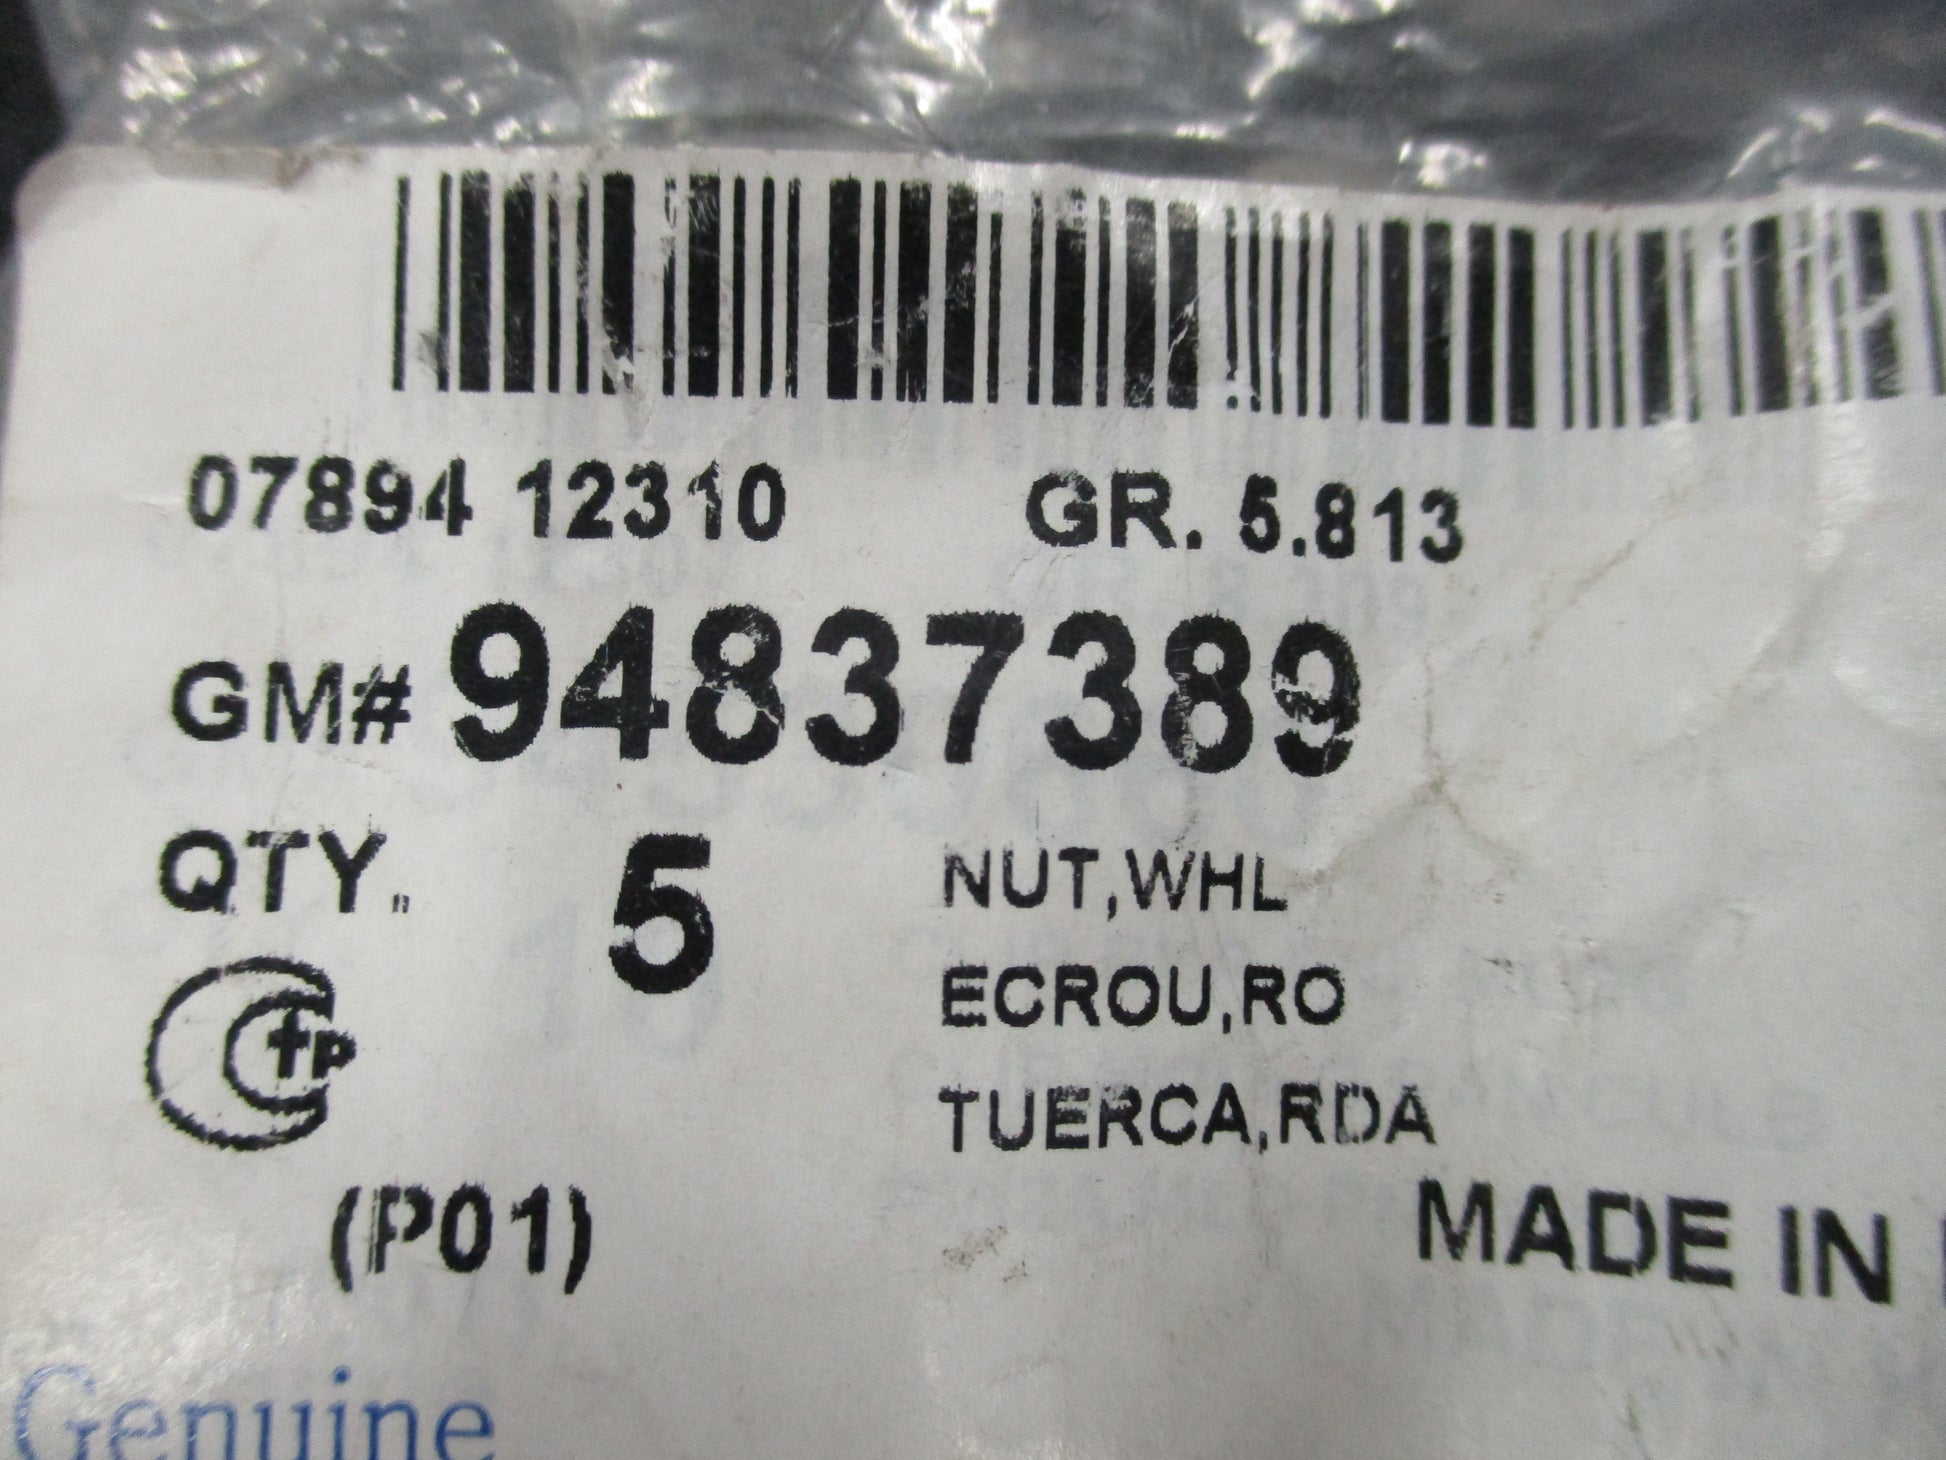 07894 12310 GR. 5.813
GM# 94837389
QTY. 5 NUT,WHL
ECROU,RO
TUERCA,RDA
(P01)
MADE IN
Genuine